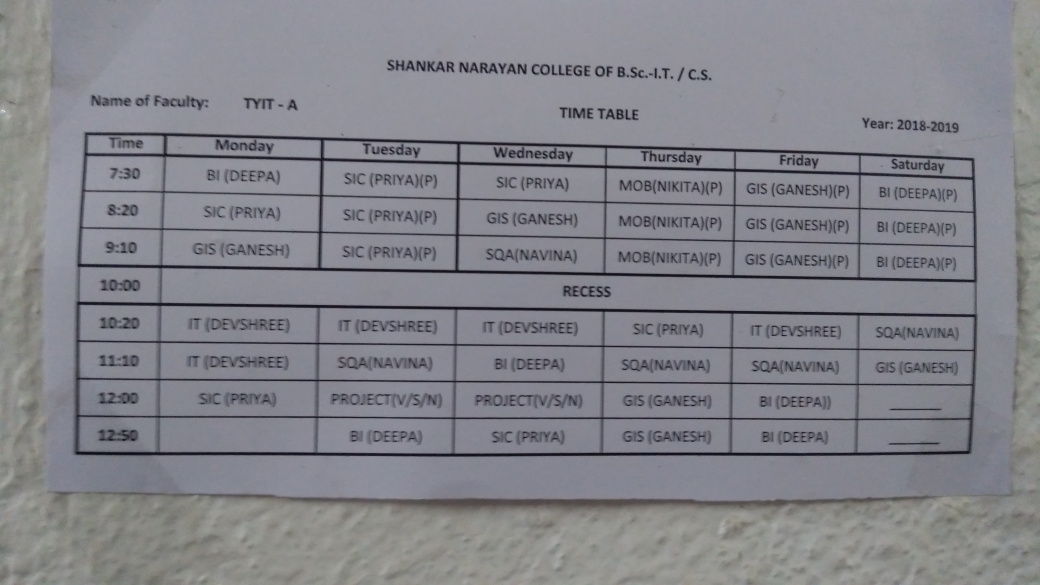 SHANKAR NARAYAN COLLEGE OF B.Sc.-I.T. / C.S.
Name of Faculty: TYIT - A
TIME TABLE
Year: 2018-2019
Time Monday Tuesday Wednesday Thursday Friday Saturday
7:30 BI (DEEPA) SIC (PRIYA)(P) SIC (PRIYA) MOB(NIKITA)(P) GIS (GANESH)(P) BI (DEEPA)(P)
8:20 SIC (PRIYA) SIC (PRIYA)(P) GIS (GANESH) MOB(NIKITA)(P) GIS (GANESH)(P) BI (DEEPA)(P)
9:10 GIS (GANESH) SIC (PRIYA)(P) SQA(NAVINA) MOB(NIKITA)(P) GIS (GANESH)(P) BI (DEEPA)(P)
10:00 RECESS
10:20 IT (DEVSHREE) IT (DEVSHREE) IT (DEVSHREE) SIC (PRIYA) IT (DEVSHREE) SQA(NAVINA)
11:10 IT (DEVSHREE) SQA(NAVINA) BI (DEEPA) SQA(NAVINA) SQA(NAVINA) GIS (GANESH)
12:00 SIC (PRIYA) PROJECT(V/S/N) PROJECT(V/S/N) GIS (GANESH) BI (DEEPA)) ______
12:50 BI (DEEPA) SIC (PRIYA) GIS (GANESH) BI (DEEPA) ______